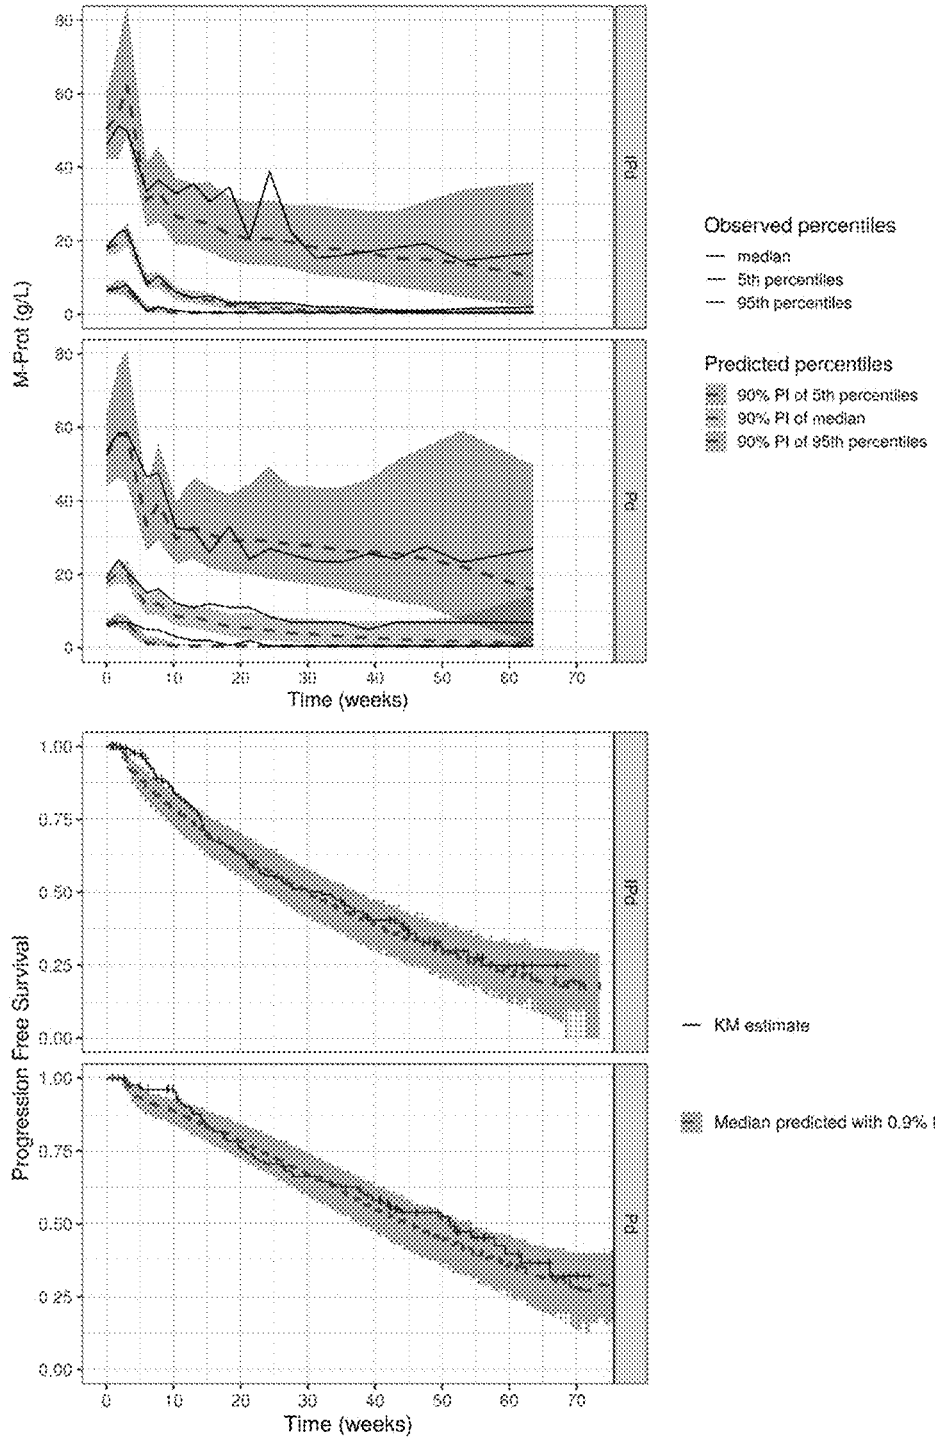 80
60
40
20
0
IPd
M-Prot (g/L)
80
60
40
20
0
Pd
0 10 20 30 40 50 60 70
Time (weeks)
Observed percentiles
median
5th percentiles
95th percentiles
Predicted percentiles
90% PI of 5th percentiles
90% PI of median
90% PI of 95th percentiles
1.00
0.75
0.50
0.25
0.00
Progression Free Survival
1.00
0.75
0.50
0.25
0.00
Pd
0 10 20 30 40 50 60 70
Time (weeks)
KM estimate
Median predicted with 0.9%